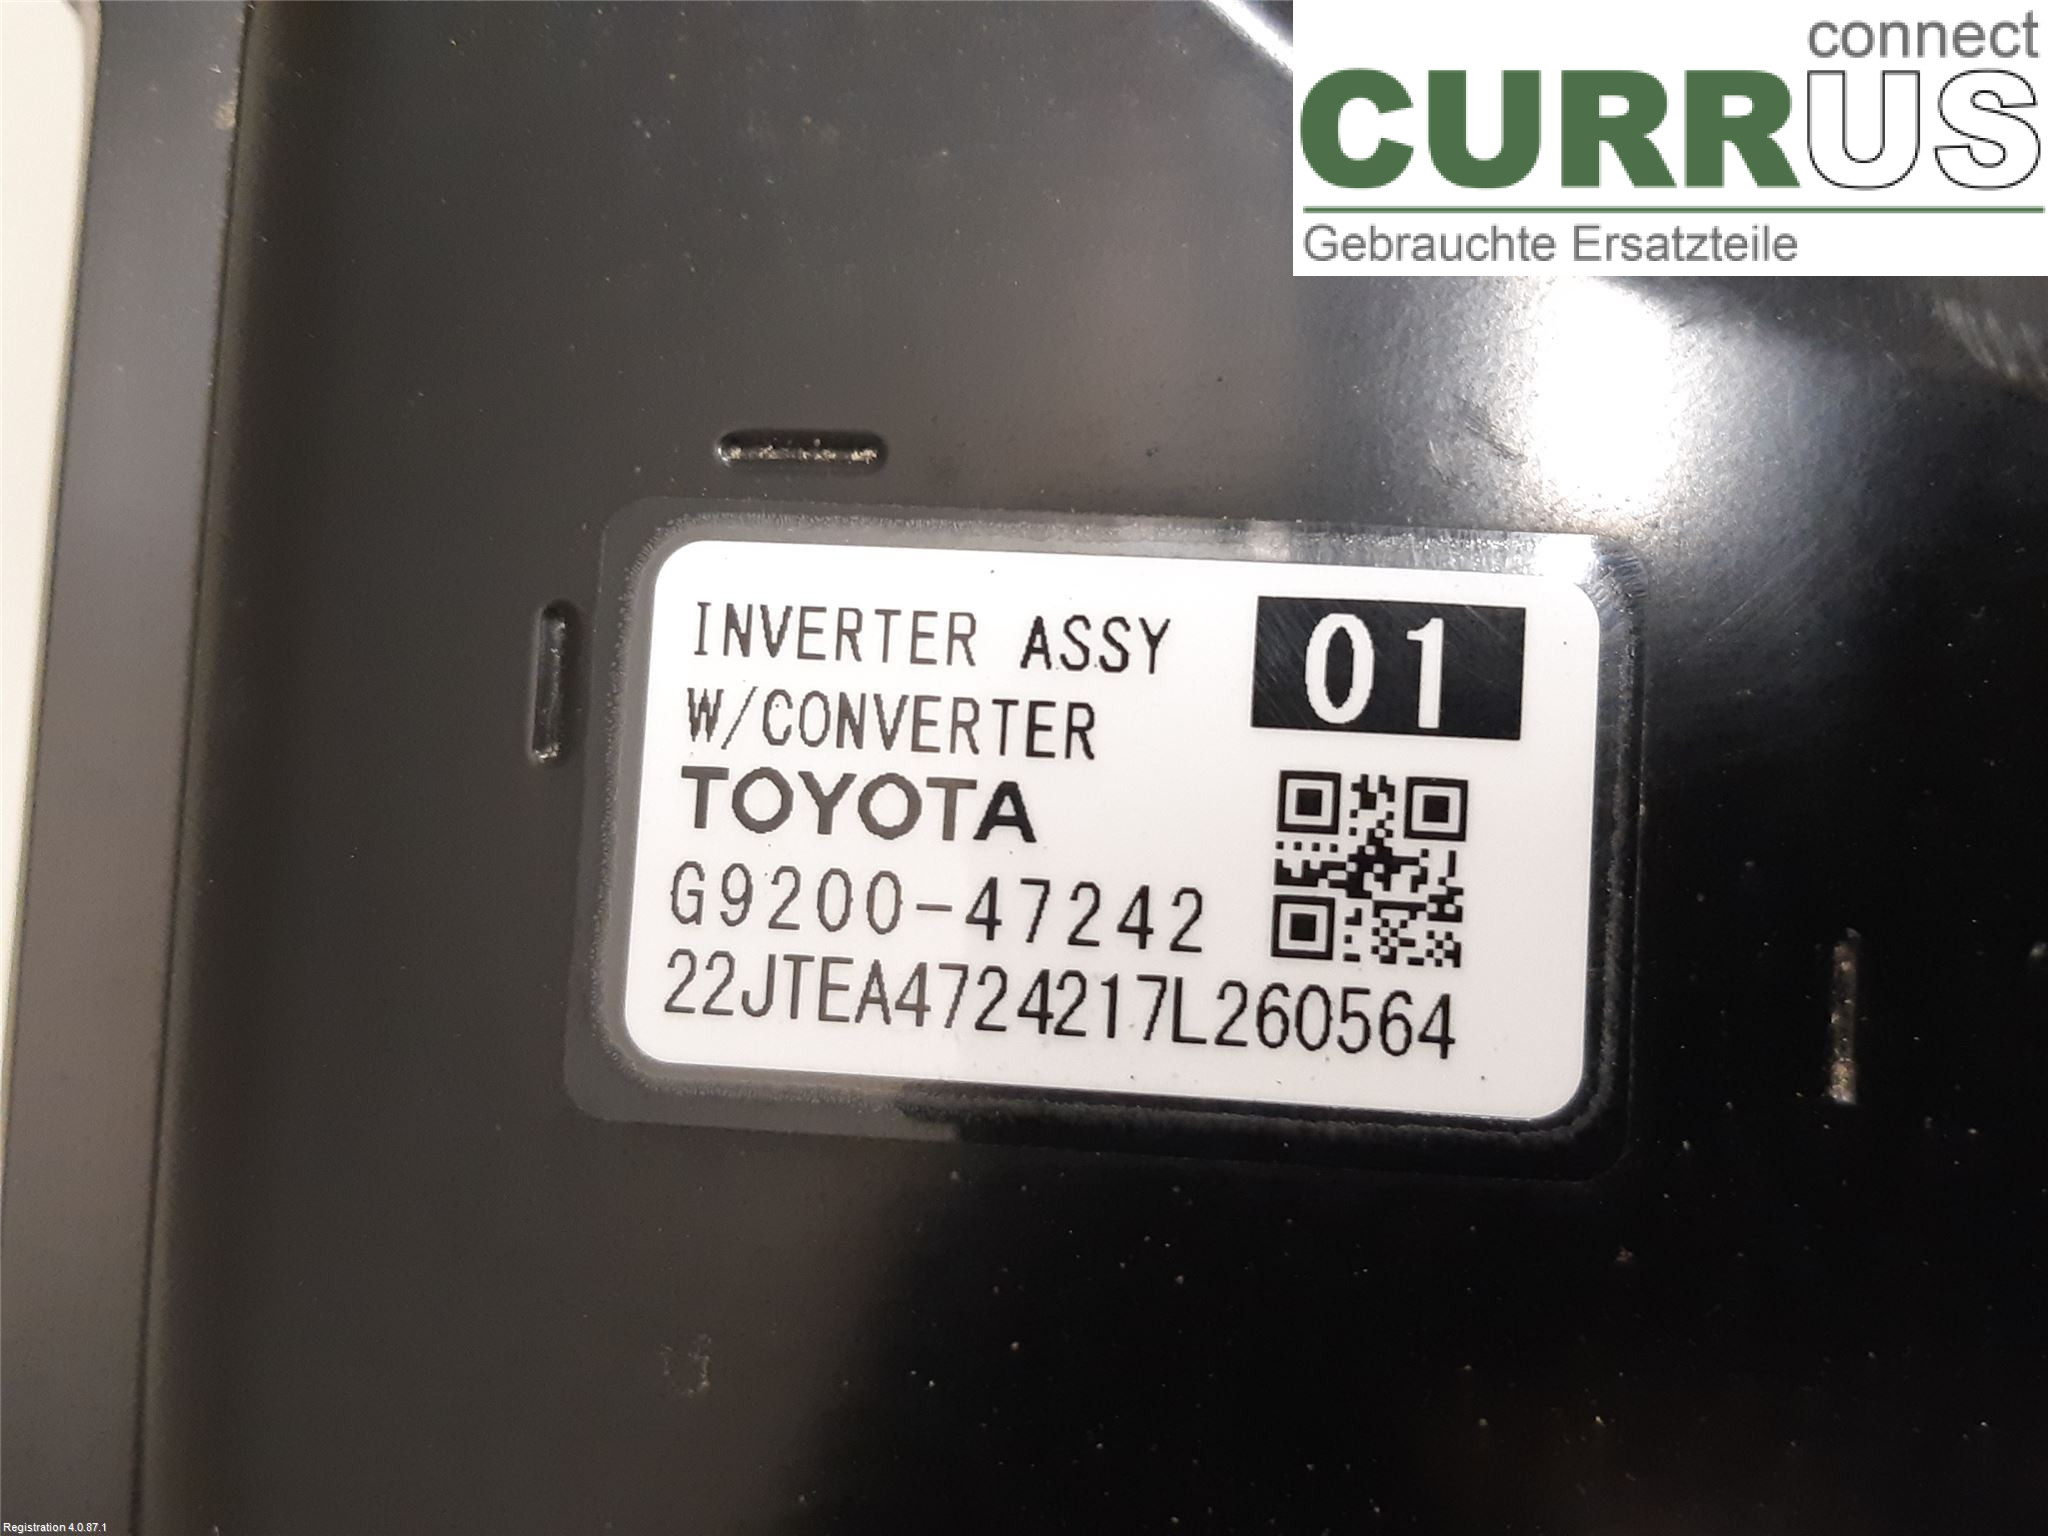 connect
CURRUS
Gebrauchte Ersatzteile
INVERTER ASSY
W/CONVERTER
01
TOYOTA
G9200-47242
22JTEA4724217L260564
Registration 4.0.87.1